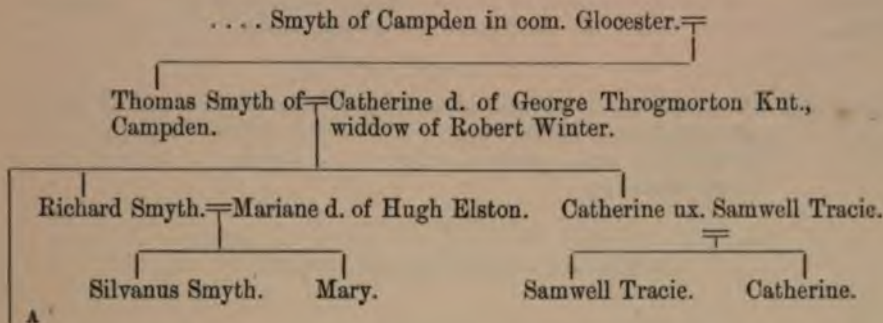 .... Smyth of Campden in com. Glocester.
Thomas Smyth of Catherine d. of George Throgmorton Knt.,
Campden. widdow of Robert Winter.
Richard Smyth. Mariane d. of Hugh Elston. Catherine ux. Samwell Tracie.
Silvanus Smyth. Mary. Samwell Tracie. Catherine.
A